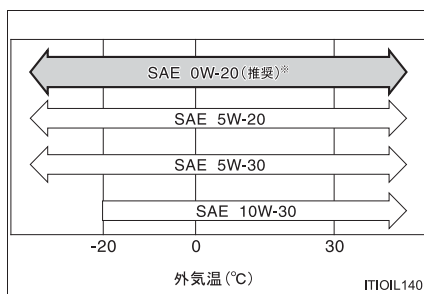 SAE 0W-20(推奨)※
SAE 5W-20
SAE 5W-30
SAE 10W-30
-20 0 30
外気温(℃)
ITIOIL140